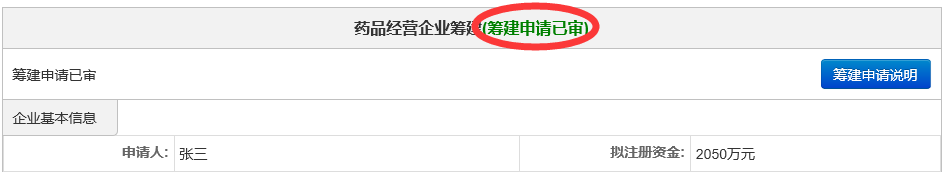 药品经营企业筹建(筹建申请已审)
筹建申请已审 筹建申请说明
企业基本信息
申请人: 张三 拟注册资金: 2050万元